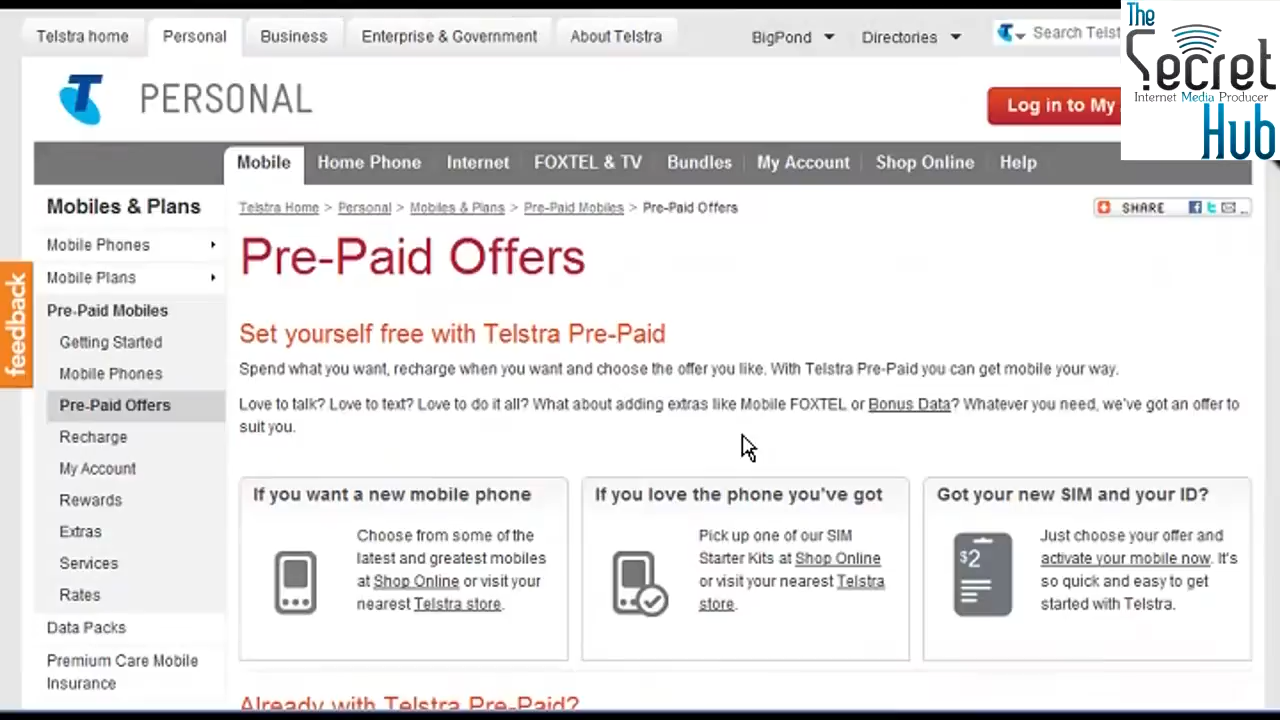 Telstra home
Personal
Business
Enterprise & Government
About Telstra
BigPond
Directories
Search Telst
The
Secret
Internet Media Producer
Hub
PERSONAL
Log in to My
Mobile
Home Phone
Internet
FOXTEL & TV
Bundles
My Account
Shop Online
Help
Mobiles & Plans
Mobile Phones
Mobile Plans
Pre-Paid Mobiles
Getting Started
Mobile Phones
Pre-Paid Offers
Recharge
My Account
Rewards
Extras
Services
Rates
Data Packs
Premium Care Mobile
Insurance
feedback
Telstra Home > Personal > Mobiles & Plans > Pre-Paid Mobiles > Pre-Paid Offers
SHARE
Pre-Paid Offers
Set yourself free with Telstra Pre-Paid
Spend what you want, recharge when you want and choose the offer you like. With Telstra Pre-Paid you can get mobile your way.
Love to talk? Love to text? Love to do it all? What about adding extras like Mobile FOXTEL or Bonus Data? Whatever you need, we've got an offer to
suit you.
If you want a new mobile phone
Choose from some of the
latest and greatest mobiles
at Shop Online or visit your
nearest Telstra store.
If you love the phone you've got
Pick up one of our SIM
Starter Kits at Shop Online
or visit your nearest Telstra
store.
Got your new SIM and your ID?
$2
Just choose your offer and
activate your mobile now. It's
so quick and easy to get
started with Telstra.
Already with Telstra Pre-Paid?